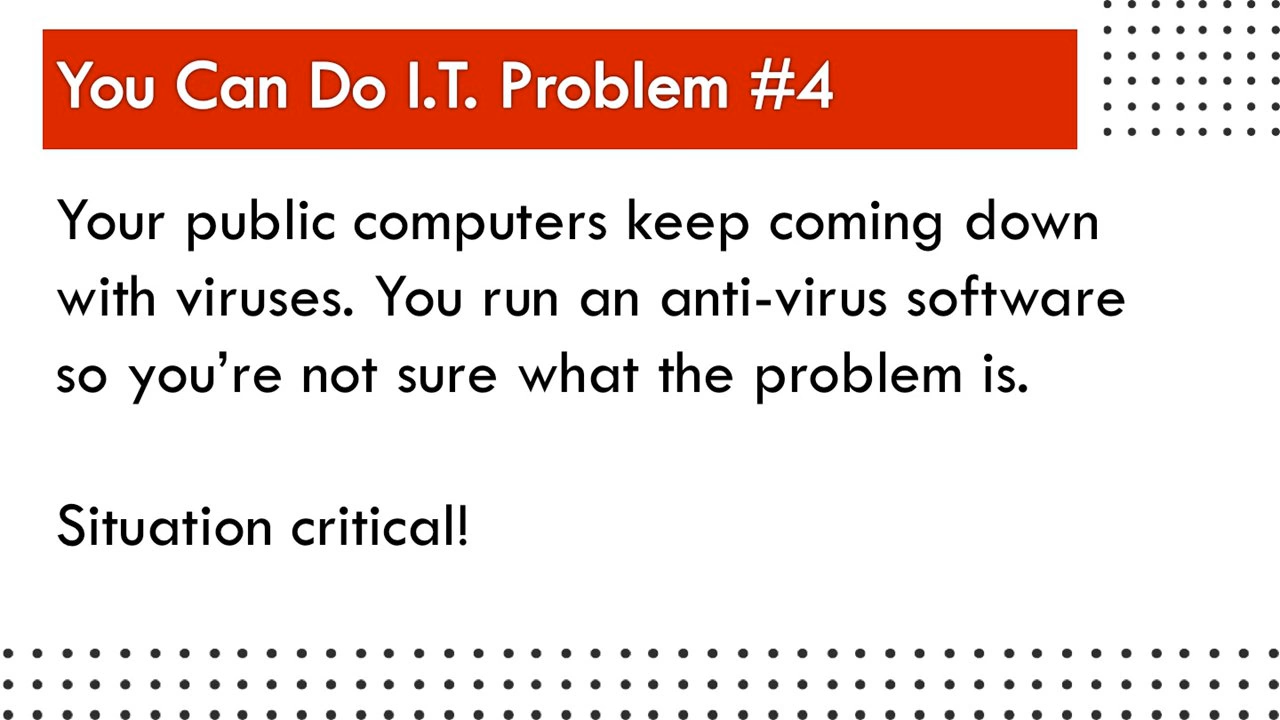 You Can Do I.T. Problem #4
Your public computers keep coming down
with viruses. You run an anti-virus software
so you’re not sure what the problem is.
Situation critical!